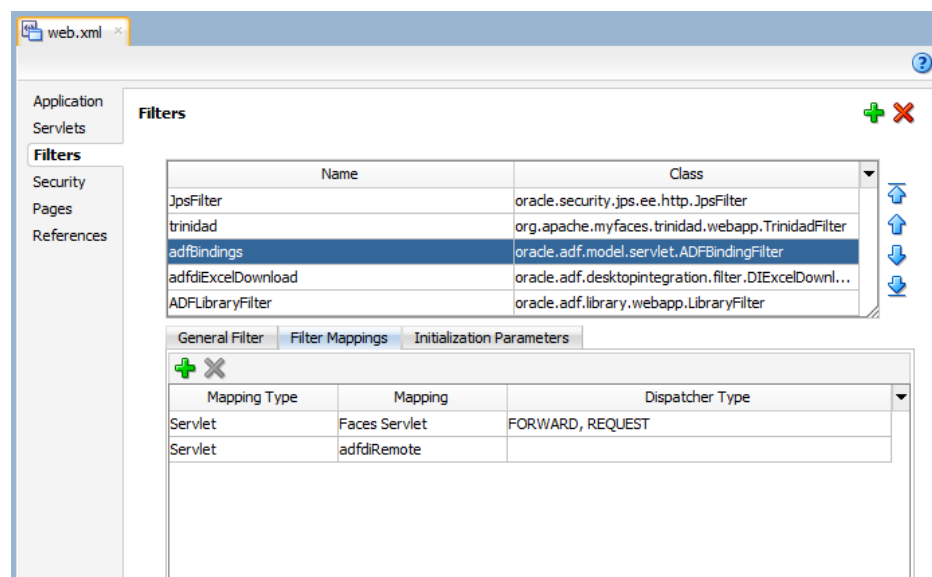 web.xml
Application
Servlets
Filters
Security
Pages
References
Filters
Name Class
JpsFilter oracle.security.jps.ee.http.JpsFilter
trinidad org.apache.myfaces.trinidad.webapp.TrinidadFilter
adfBindings oracle.adf.model.servlet.ADFBindingFilter
adfdiExcelDownload oracle.adf.desktopintegration.filter.DIExcelDownl...
ADFLibraryFilter oracle.adf.library.webapp.LibraryFilter
General Filter Filter Mappings Initialization Parameters
Mapping Type Mapping Dispatcher Type
Servlet Faces Servlet FORWARD, REQUEST
Servlet adfdiRemote